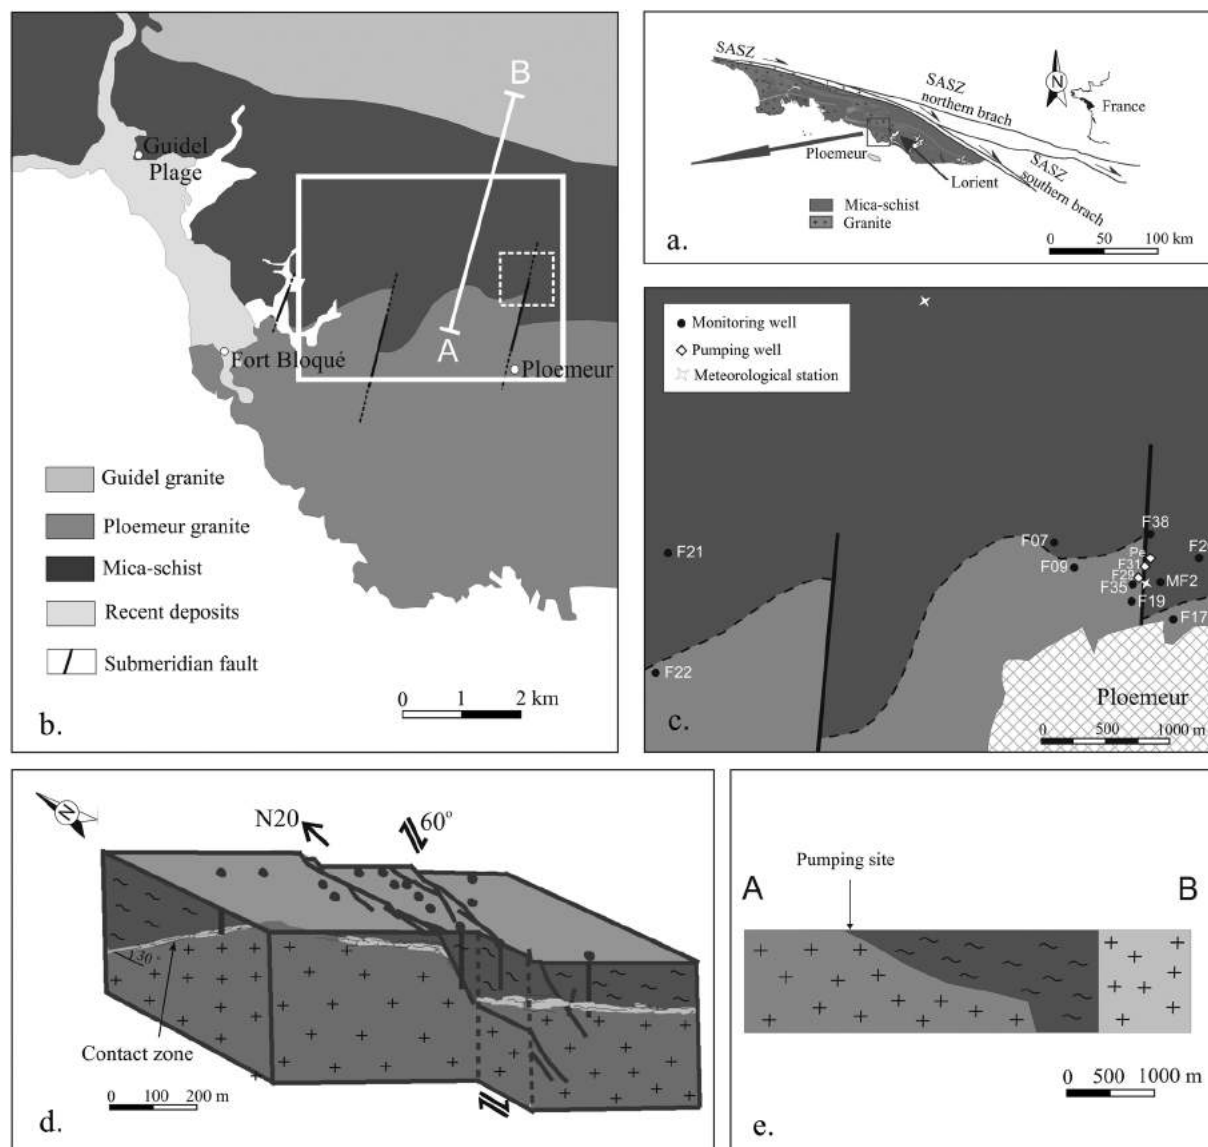 B
Guidel
Plage
A
Fort Bloqué
Ploemeur
Guidel granite
Ploemeur granite
Mica-schist
Recent deposits
Submeridian fault
0 1 2 km
b.
SASZ
SASZ
northern brach
N
France
Ploemeur
Lorient
SASZ
southern brach
Mica-schist
Granite
a.
0 50 100 km
Monitoring well
Pumping well
Meteorological station
F38
F07
F21
Pe
F31
F09
F29
F35
MF2
F19
F17
F22
Ploemeur
c.
0 500 1000 m
N
N20
60°
Contact zone
0 100 200 m
d.
Pumping site
A
B
0 500 1000 m
e.